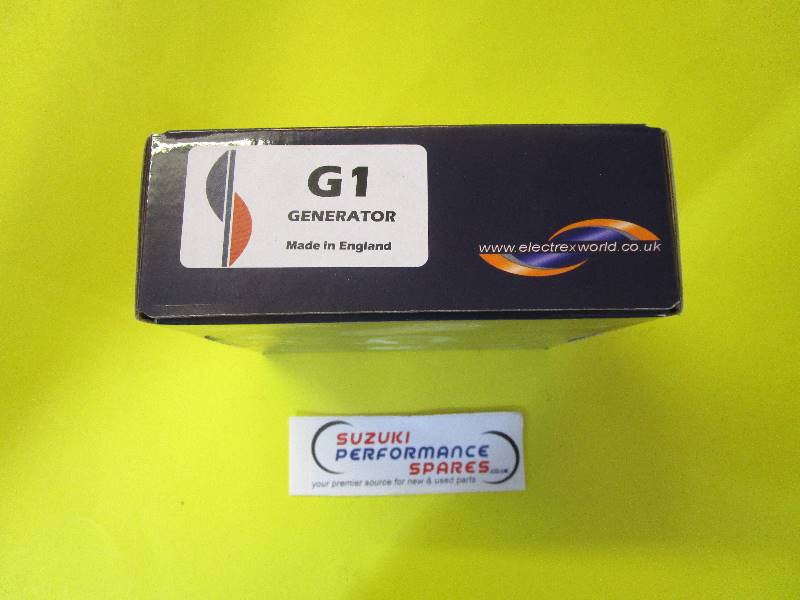 G1
GENERATOR
Made in England
www.electrexworld.co.uk
SUZUKI
PERFORMANCE
SPARES.co.uk
your premier source for new & used parts